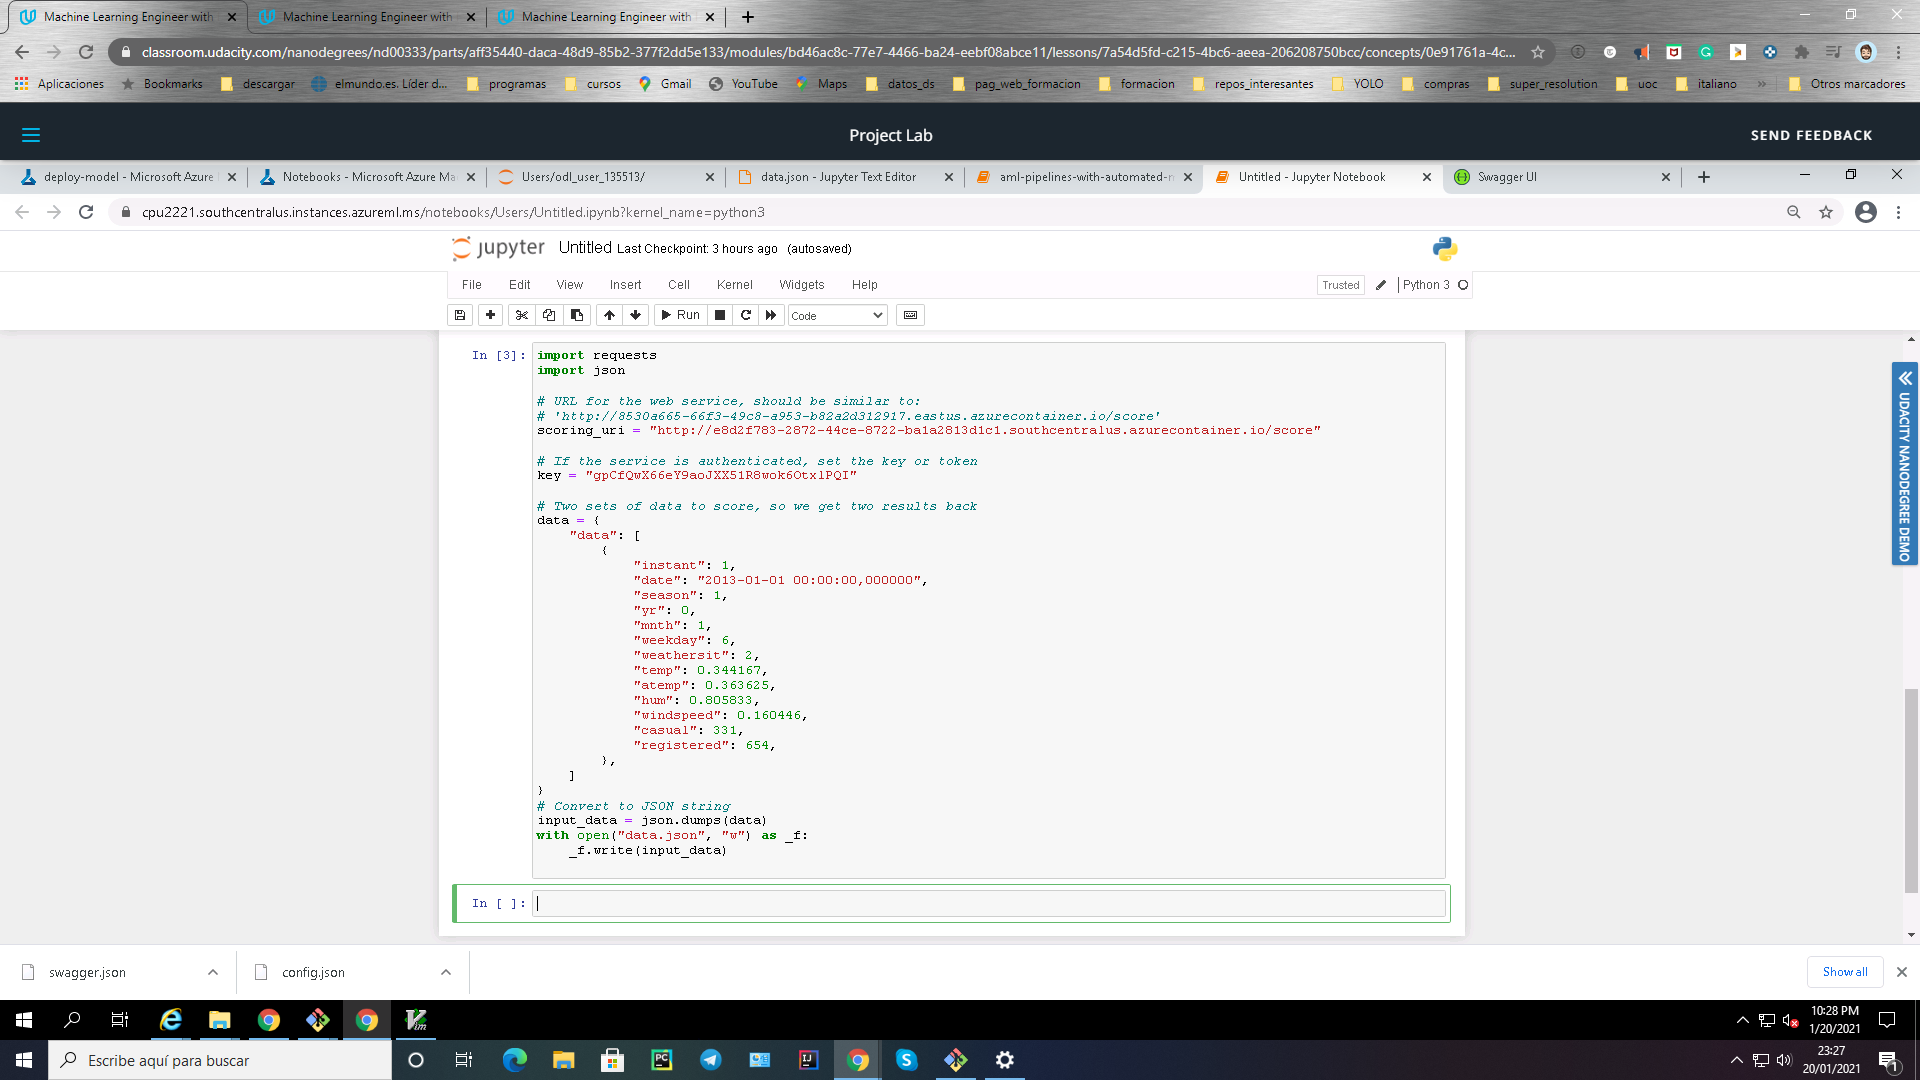 Machine Learning Engineer with
Machine Learning Engineer with
Machine Learning Engineer with
classroom.udacity.com/nanodegrees/nd00333/parts/aff35440-daca-48d9-85b2-377f2dd5e133/modules/bd46ac8c-77e7-4466-ba24-eebf08abce11/lessons/7a54d5fd-c215-4bc6-aeea-206208750bcc/concepts/0e91761a-4c...
Aplicaciones Bookmarks descargar elmundo.es. Líder d... programas cursos Gmail YouTube Maps datos_ds pag_web_formacion formacion repos_interesantes YOLO compras super_resolution uoc italiano » Otros marcadores
Project Lab
SEND FEEDBACK
deploy-model - Microsoft Azure
Notebooks - Microsoft Azure Ma
Users/odl_user_135513/
data.json - Jupyter Text Editor
aml-pipelines-with-automated-m
Untitled - Jupyter Notebook
Swagger UI
cpu2221.southcentralus.instances.azureml.ms/notebooks/Users/Untitled.ipynb?kernel_name=python3
jupyter Untitled Last Checkpoint: 3 hours ago (autosaved)
File Edit View Insert Cell Kernel Widgets Help
Trusted Python 3
Run Code
In [3]:
import requests
import json
# URL for the web service, should be similar to:
# 'http://8530a665-66f3-49c8-a953-b82a2d312917.eastus.azurecontainer.io/score'
scoring_uri = "http://e8d2f783-2872-44ce-8722-ba1a2813d1c1.southcentralus.azurecontainer.io/score"
# If the service is authenticated, set the key or token
key = "gpCfQwX66eY9aoJXX51R8wok6OtxlPQI"
# Two sets of data to score, so we get two results back
data = {
"data": [
{
"instant": 1,
"date": "2013-01-01 00:00:00,000000",
"season": 1,
"yr": 0,
"mnth": 1,
"weekday": 6,
"weathersit": 2,
"temp": 0.344167,
"atemp": 0.363625,
"hum": 0.805833,
"windspeed": 0.160446,
"casual": 331,
"registered": 654,
},
]
}
# Convert to JSON string
input_data = json.dumps(data)
with open("data.json", "w") as _f:
_f.write(input_data)
In [ ]:
UDACITY NANODEGREE DEMO
swagger.json
config.json
Show all
10:28 PM
1/20/2021
Escribe aquí para buscar
23:27
20/01/2021
1